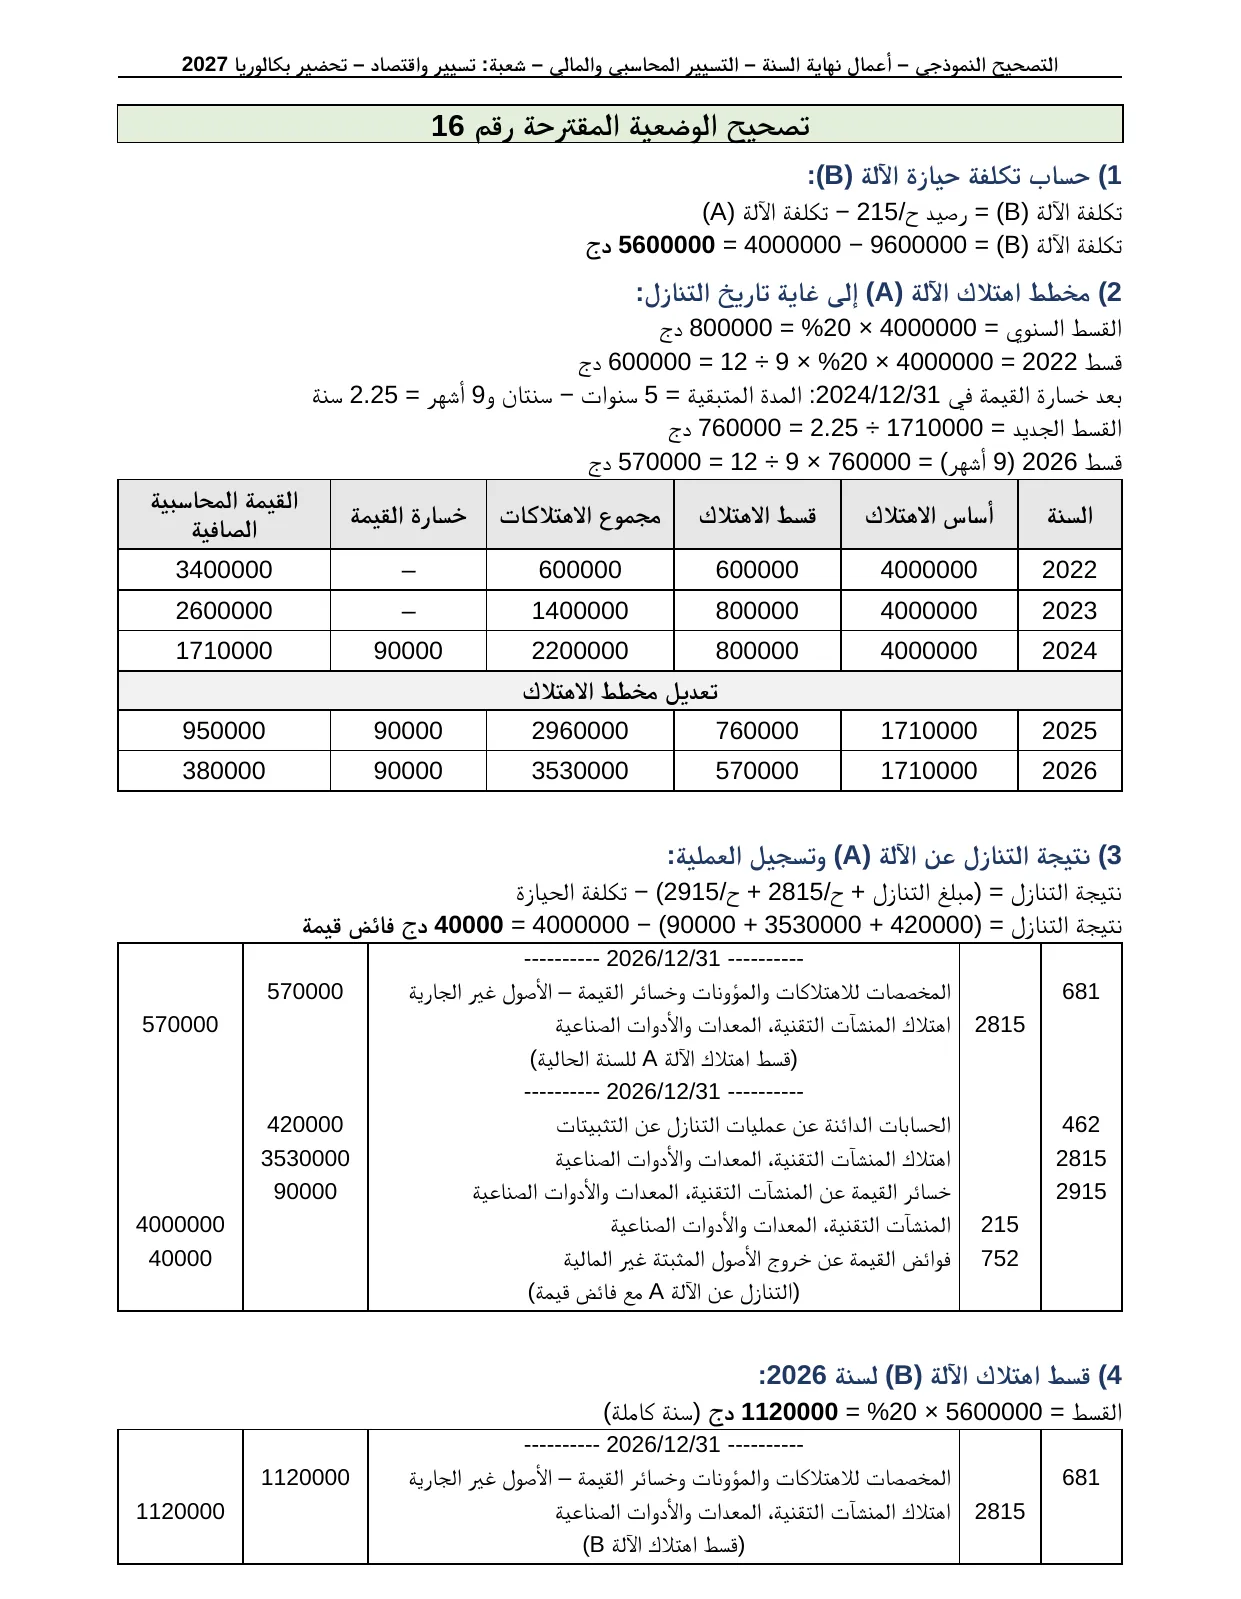 التصحيح النموذجي – أعمال نهاية السنة – التسيير المحاسبي والمالي – شعبة: تسيير واقتصاد – تحضير بكالوريا 2027
تصحيح الوضعية المقترحة رقم 16
1) حساب تكلفة حيازة الآلة (B):
تكلفة الآلة (B) = رصيد ح/215 − تكلفة الآلة (A)
تكلفة الآلة (B) = 9600000 − 4000000 = 5600000 دج
2) مخطط اهتلاك الآلة (A) إلى غاية تاريخ التنازل:
القسط السنوي = 4000000 × 20% = 800000 دج
قسط 2022 = 4000000 × 20% × 9 ÷ 12 = 600000 دج
بعد خسارة القيمة في 2024/12/31: المدة المتبقية = 5 سنوات − سنتان و9 أشهر = 2.25 سنة
القسط الجديد = 1710000 ÷ 2.25 = 760000 دج
قسط 2026 (9 أشهر) = 760000 × 9 ÷ 12 = 570000 دج
السنة أساس الاهتلاك قسط الاهتلاك مجموع الاهتلاكات خسارة القيمة القيمة المحاسبية الصافية
2022 4000000 600000 600000 – 3400000
2023 4000000 800000 1400000 – 2600000
2024 4000000 800000 2200000 90000 1710000
تعديل مخطط الاهتلاك
2025 1710000 760000 2960000 90000 950000
2026 1710000 570000 3530000 90000 380000
3) نتيجة التنازل عن الآلة (A) وتسجيل العملية:
نتيجة التنازل = (مبلغ التنازل + ح/2815 + ح/2915) − تكلفة الحيازة
نتيجة التنازل = (420000 + 3530000 + 90000) − 4000000 = 40000 دج فائض قيمة
---------- 2026/12/31 ----------
681 المخصصات للاهتلاكات والمؤونات وخسائر القيمة – الأصول غير الجارية 570000
2815 اهتلاك المنشآت التقنية، المعدات والأدوات الصناعية 570000
(قسط اهتلاك الآلة A للسنة الحالية)
---------- 2026/12/31 ----------
462 الحسابات الدائنة عن عمليات التنازل عن التثبيتات 420000
2815 اهتلاك المنشآت التقنية، المعدات والأدوات الصناعية 3530000
2915 خسائر القيمة عن المنشآت التقنية، المعدات والأدوات الصناعية 90000
215 المنشآت التقنية، المعدات والأدوات الصناعية 4000000
752 فوائض القيمة عن خروج الأصول المثبتة غير المالية 40000
(التنازل عن الآلة A مع فائض قيمة)
4) قسط اهتلاك الآلة (B) لسنة 2026:
القسط = 5600000 × 20% = 1120000 دج (سنة كاملة)
---------- 2026/12/31 ----------
681 المخصصات للاهتلاكات والمؤونات وخسائر القيمة – الأصول غير الجارية 1120000
2815 اهتلاك المنشآت التقنية، المعدات والأدوات الصناعية 1120000
(قسط اهتلاك الآلة B)